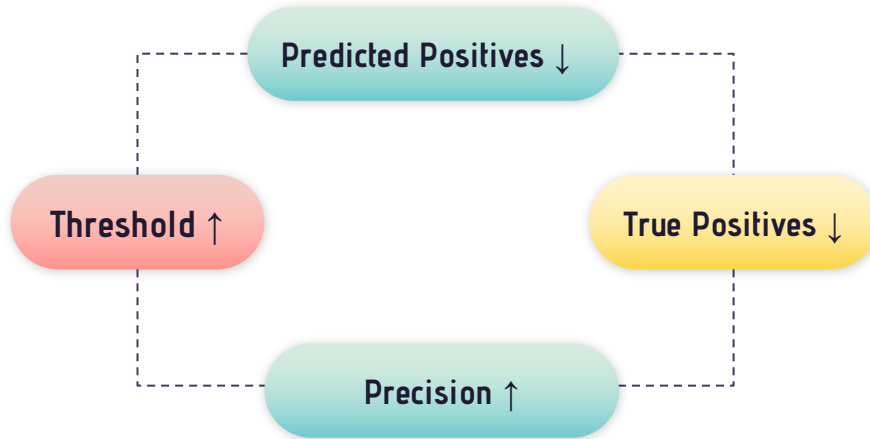 Predicted Positives ↓
Threshold ↑
True Positives ↓
Precision ↑